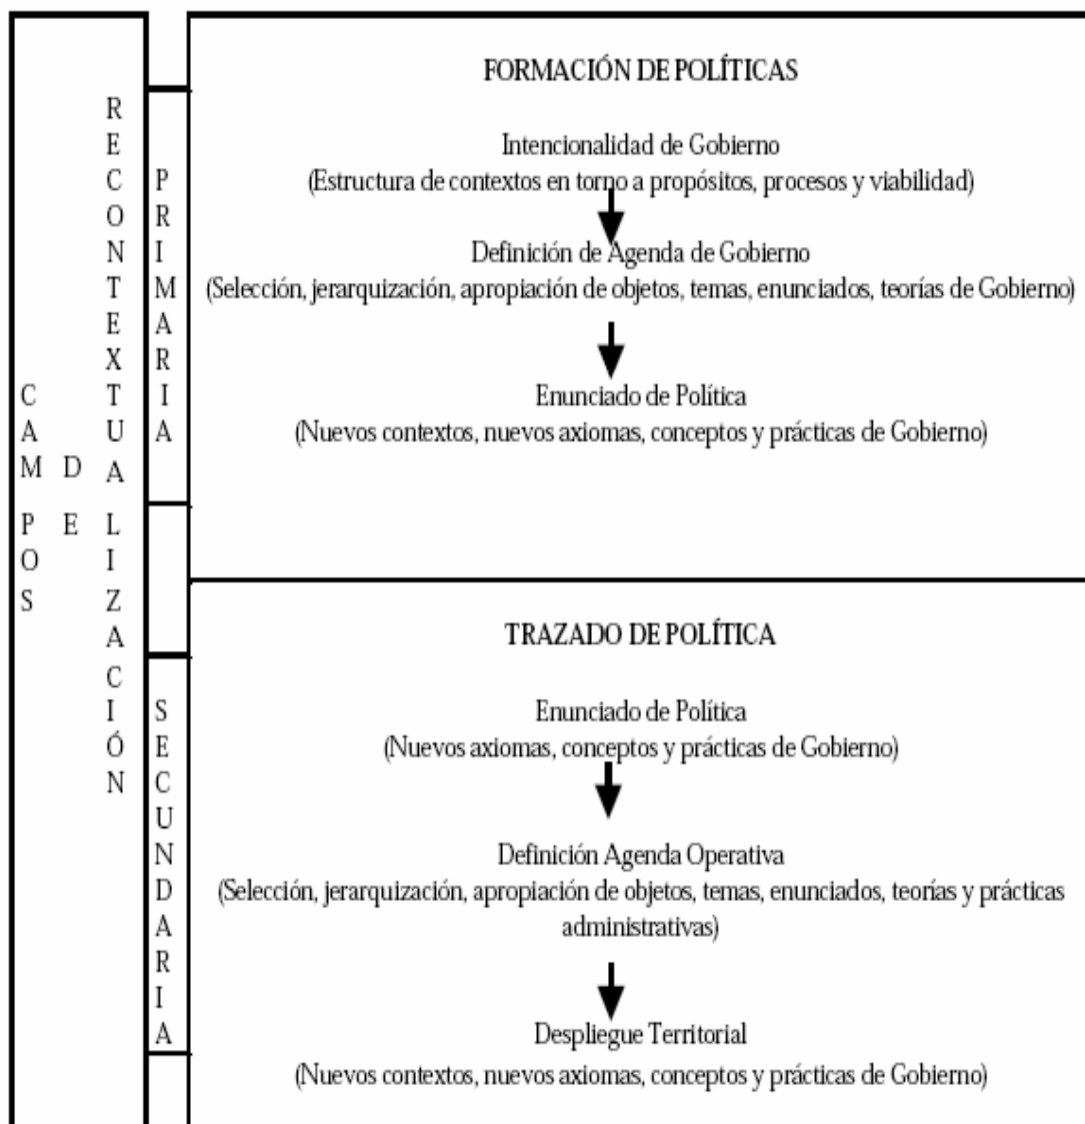 CAMPOS
DE
RECONTEXTUALIZACIÓN
PRIMARIA
FORMACIÓN DE POLÍTICAS
Intencionalidad de Gobierno
(Estructura de contextos en torno a propósitos, procesos y viabilidad)
Definición de Agenda de Gobierno
(Selección, jerarquización, apropiación de objetos, temas, enunciados, teorías de Gobierno)
Enunciado de Política
(Nuevos contextos, nuevos axiomas, conceptos y prácticas de Gobierno)
SECUNDARIA
TRAZADO DE POLÍTICA
Enunciado de Política
(Nuevos axiomas, conceptos y prácticas de Gobierno)
Definición Agenda Operativa
(Selección, jerarquización, apropiación de objetos, temas, enunciados, teorías y prácticas
administrativas)
Despliegue Territorial
(Nuevos contextos, nuevos axiomas, conceptos y prácticas de Gobierno)